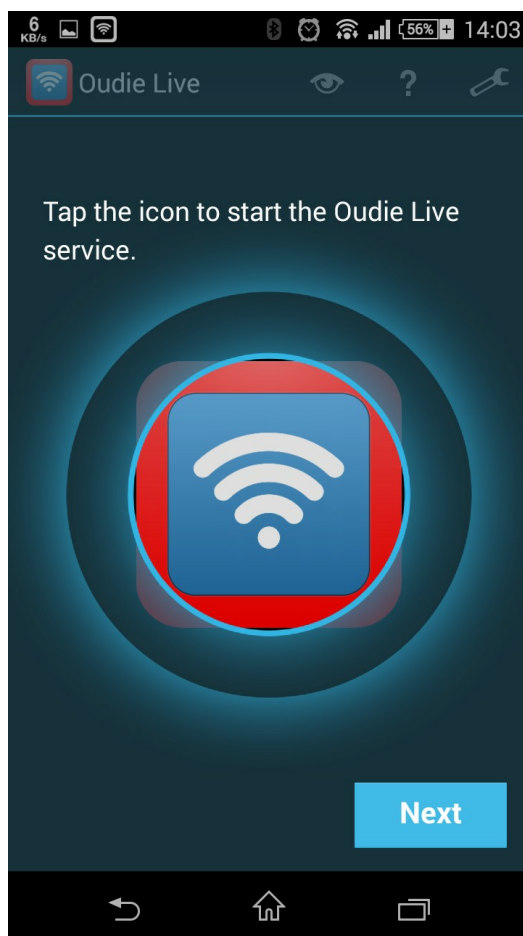 6
KB/s
56%
14:03
Oudie Live
?
Tap the icon to start the Oudie Live
service.
Next